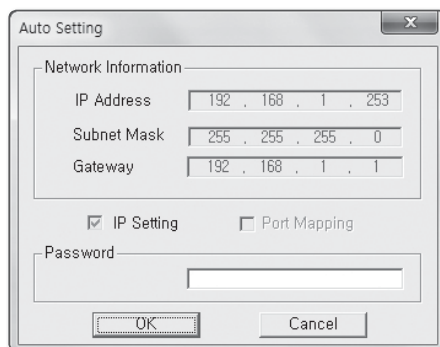 Auto Setting
Network Information
IP Address 192 . 168 . 1 . 253
Subnet Mask 255 . 255 . 255 . 0
Gateway 192 . 168 . 1 . 1
IP Setting Port Mapping
Password
OK Cancel